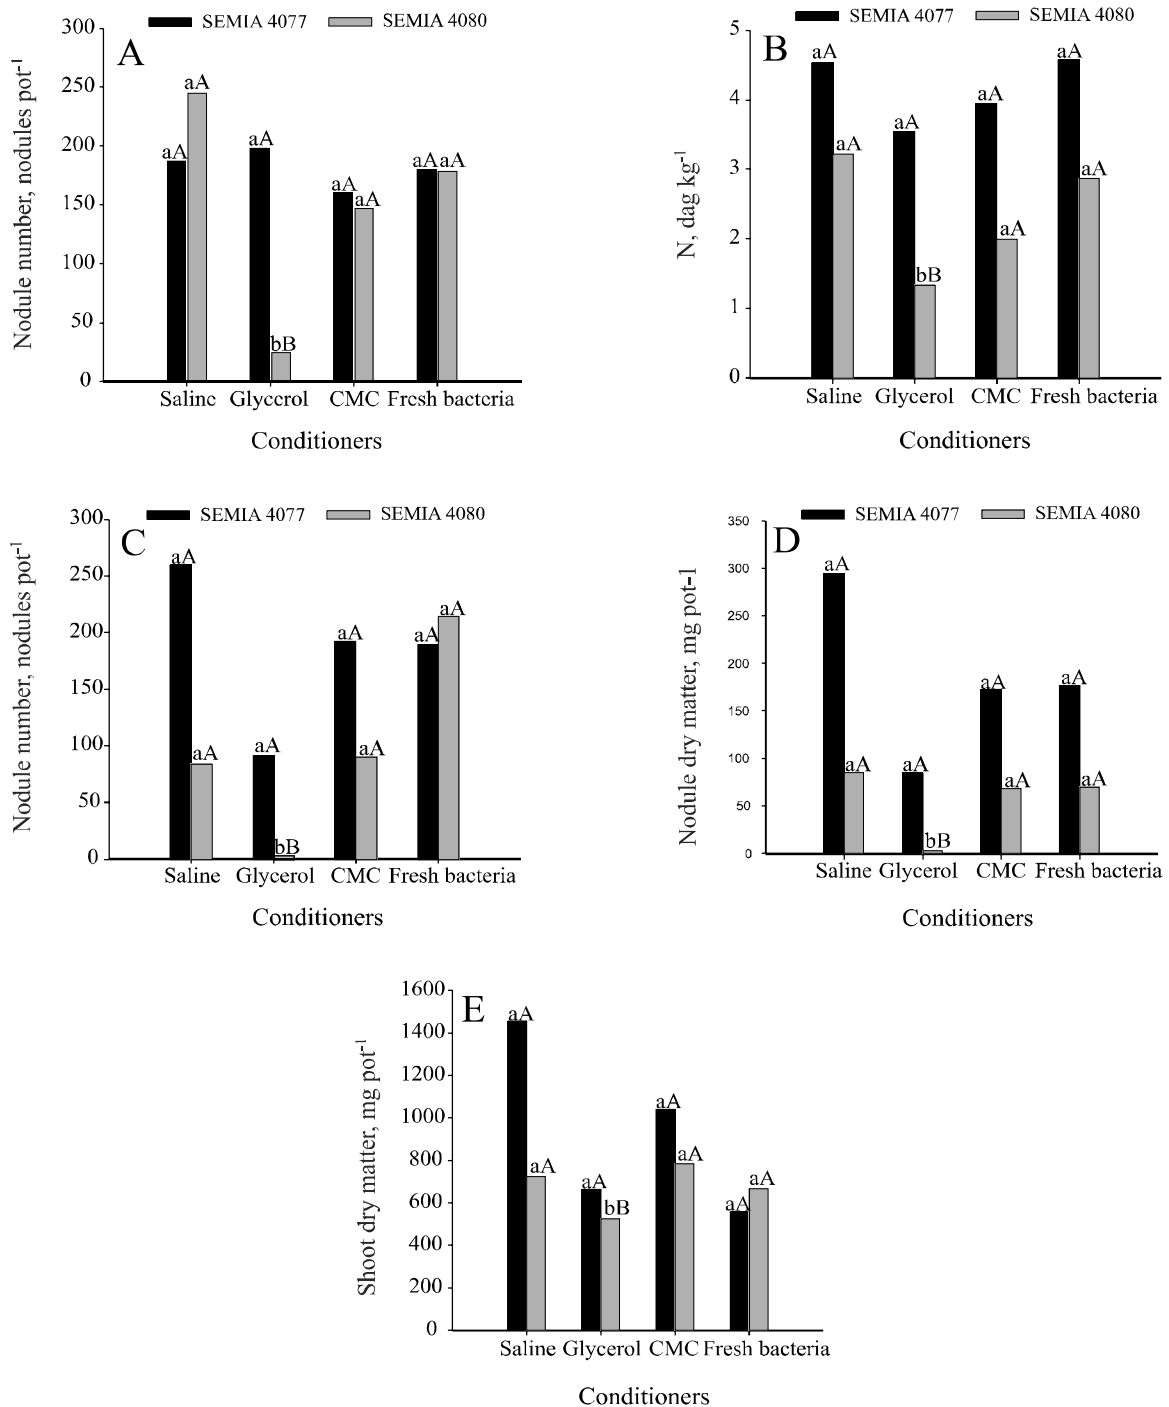 SEMIA 4077 SEMIA 4080
A
Nodule number, nodules pot-1
300
250
200
150
100
50
0
aA aA aA bB aA aA aA aA
Saline Glycerol CMC Fresh bacteria
Conditioners
SEMIA 4077 SEMIA 4080
B
N, dag kg-1
5
4
3
2
1
0
aA aA aA bB aA aA aA aA
Saline Glycerol CMC Fresh bacteria
Conditioners
SEMIA 4077 SEMIA 4080
C
Nodule number, nodules pot-1
300
250
200
150
100
50
0
aA aA aA bB aA aA aA aA
Saline Glycerol CMC Fresh bacteria
Conditioners
SEMIA 4077 SEMIA 4080
D
Nodule dry matter, mg pot-1
350
300
250
200
150
100
50
0
aA aA aA bB aA aA aA aA
Saline Glycerol CMC Fresh bacteria
Conditioners
E
Shoot dry matter, mg pot-1
1600
1400
1200
1000
800
600
400
200
0
aA aA aA bB aA aA aA aA
Saline Glycerol CMC Fresh bacteria
Conditioners